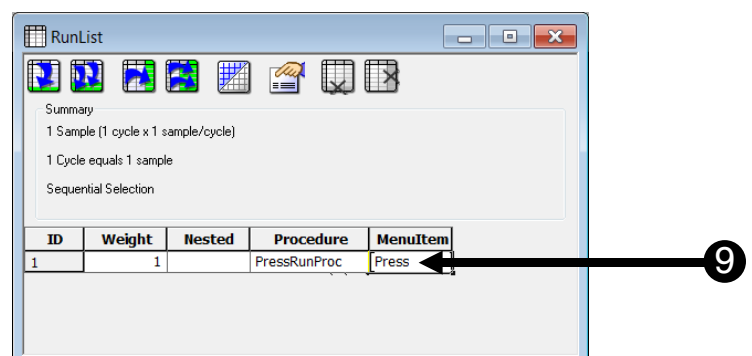 RunList
Summary
1 Sample (1 cycle x 1 sample/cycle)
1 Cycle equals 1 sample
Sequential Selection
ID Weight Nested Procedure MenuItem
1 1 PressRunProc Press
9